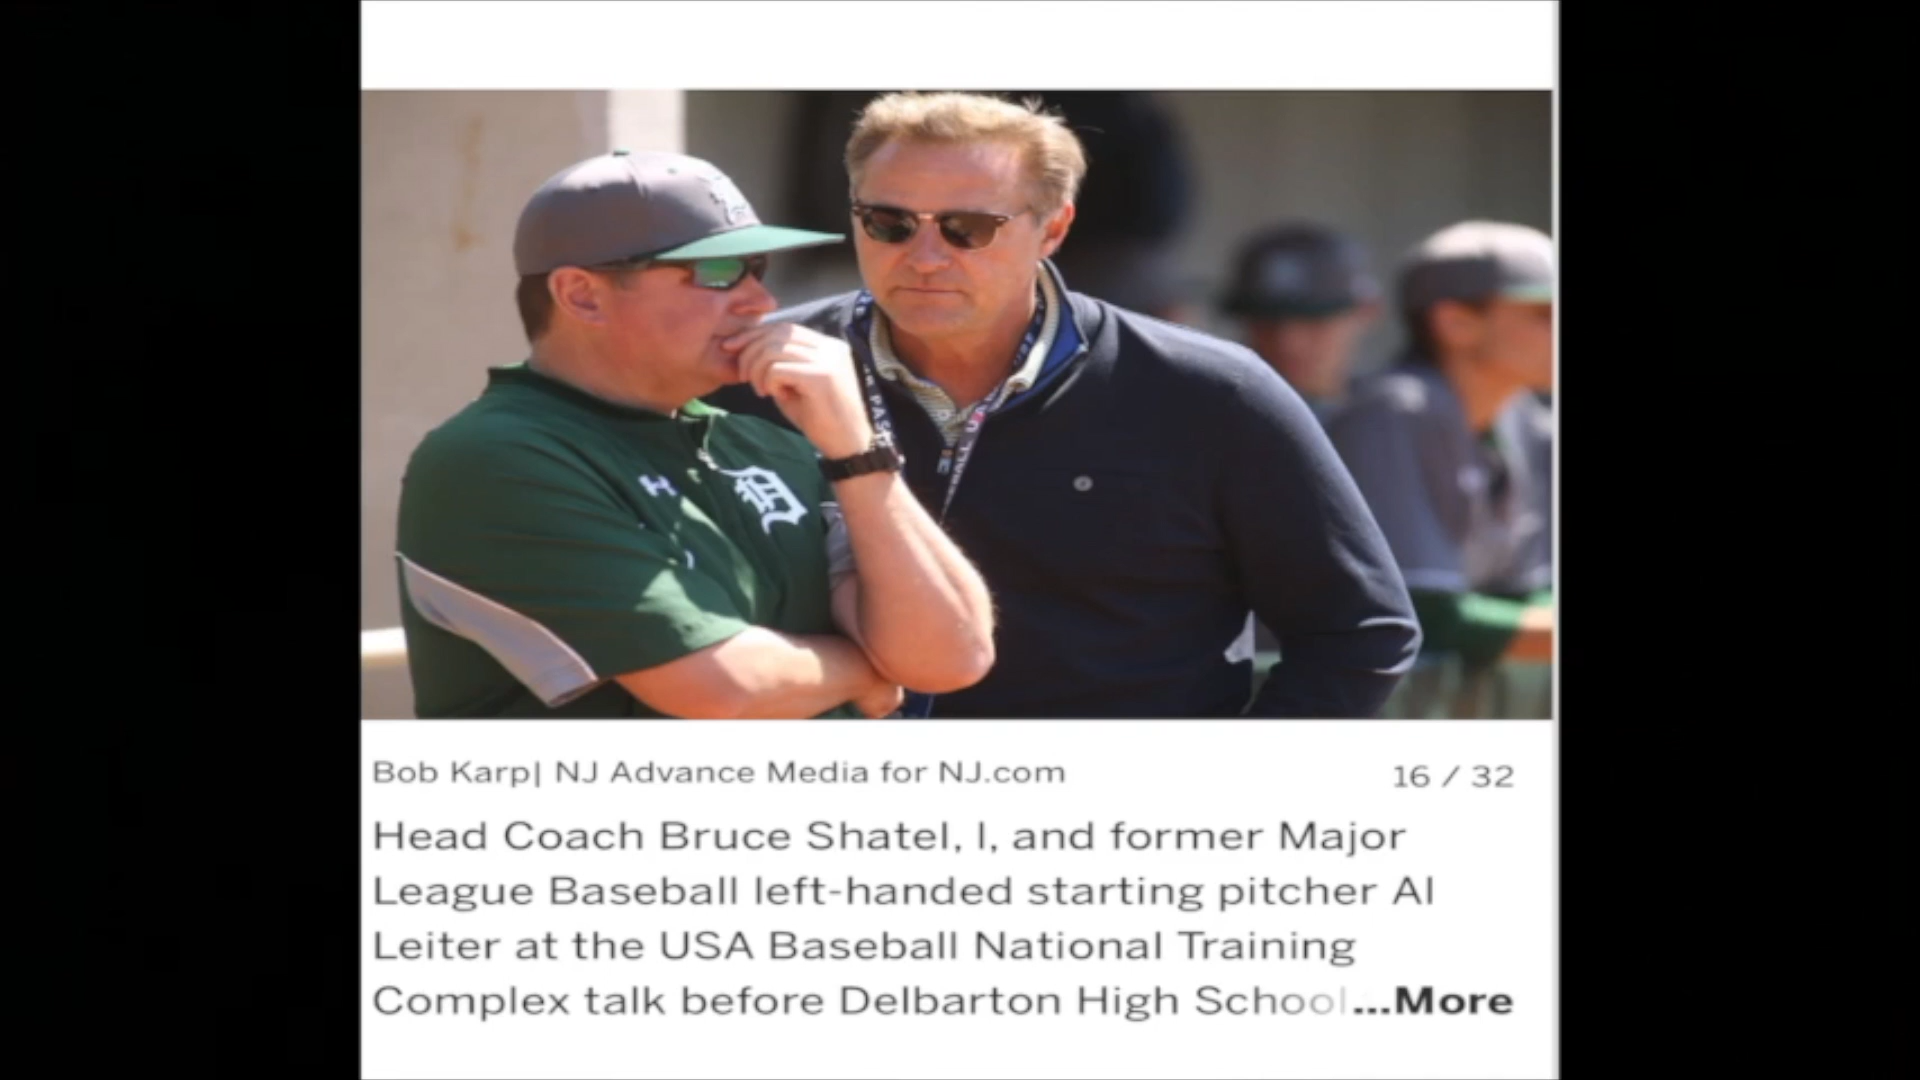 D
Bob Karp| NJ Advance Media for NJ.com
16 / 32
Head Coach Bruce Shatel, l, and former Major
League Baseball left-handed starting pitcher Al
Leiter at the USA Baseball National Training
Complex talk before Delbarton High School...More